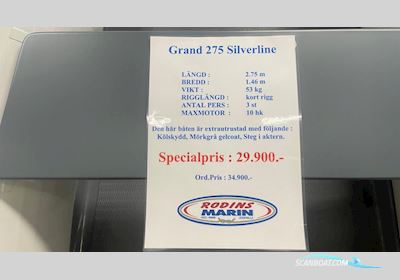 Grand 275 Silverline
LÄNGD : 2.75 m
BREDD : 1.46 m
VIKT : 53 kg
RIGGLÄNGD : kort rigg
ANTAL PERS : 3 st
MAXMOTOR : 10 hk
Den här båten är extrautrustad med följande :
Kölskydd, Mörkgrå gelcoat, Steg i aktern.
Specialpris : 29.900.-
Ord.Pris : 34.900.-
RODINS
MARIN
SCANBOAT.COM